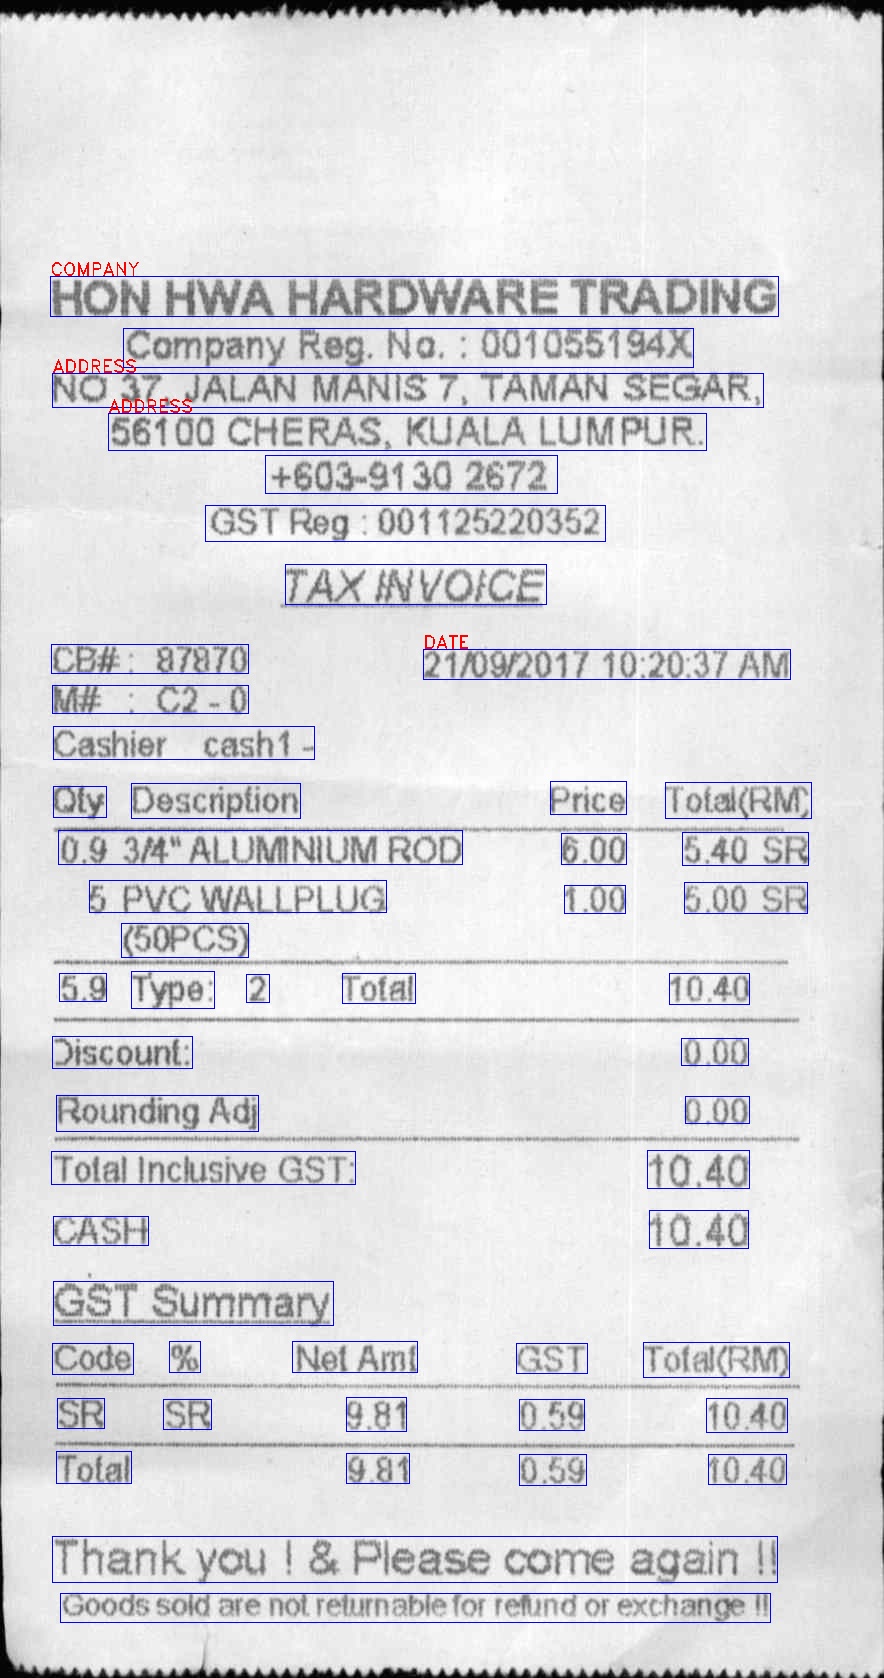 COMPANY
HON HWA HARDWARE TRADING
Company Reg. No. : 001055194X
ADDRESS
NO 37, JALAN MANIS 7, TAMAN SEGAR,
ADDRESS
56100 CHERAS, KUALA LUMPUR.
+603-9130 2672
GST Reg : 001125220352
TAX INVOICE
DATE
CB# : 87870 21/09/2017 10:20:37 AM
M# : C2 - 0
Cashier cash1 -
Qty Description Price Total(RM)
0.9 3/4" ALUMINIUM ROD 6.00 5.40 SR
5 PVC WALLPLUG 1.00 5.00 SR
(50PCS)
5.9 Type: 2 Total 10.40
Discount: 0.00
Rounding Adj 0.00
Total Inclusive GST: 10.40
CASH 10.40
GST Summary
Code % Net Amt GST Total(RM)
SR SR 9.81 0.59 10.40
Total 9.81 0.59 10.40
Thank you ! & Please come again !!
Goods sold are not returnable for refund or exchange !!